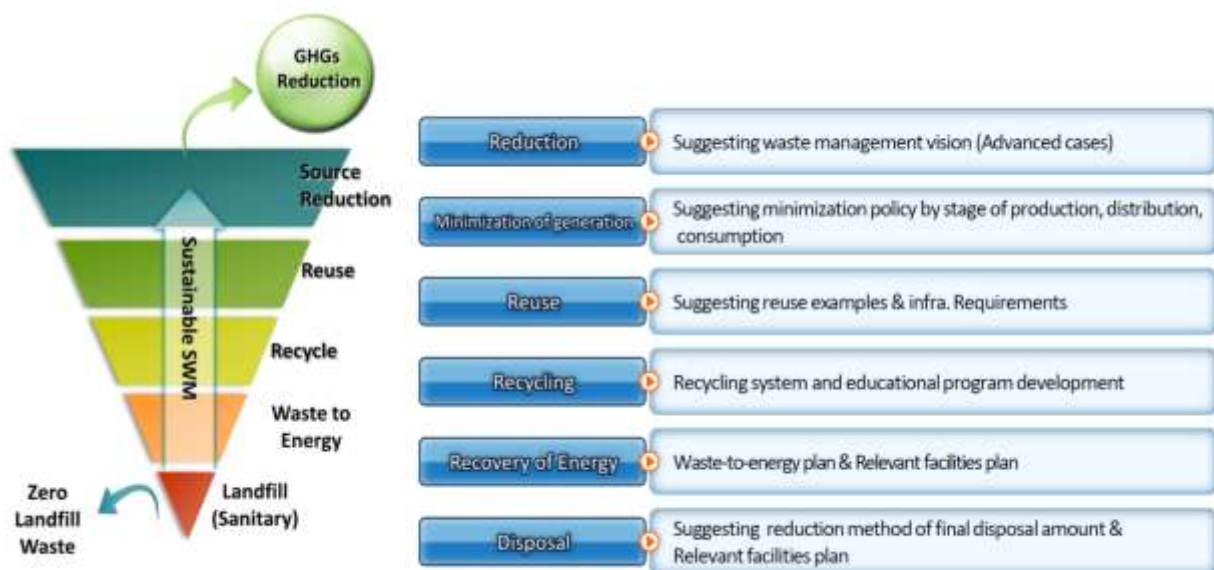 GHGs
Reduction
Source
Reduction
Reuse
Recycle
Waste to
Energy
Landfill
(Sanitary)
Zero
Landfill
Waste
Sustainable SWM
Reduction
Suggesting waste management vision (Advanced cases)
Minimization of generation
Suggesting minimization policy by stage of production, distribution,
consumption
Reuse
Suggesting reuse examples & infra. Requirements
Recycling
Recycling system and educational program development
Recovery of Energy
Waste-to-energy plan & Relevant facilities plan
Disposal
Suggesting reduction method of final disposal amount &
Relevant facilities plan